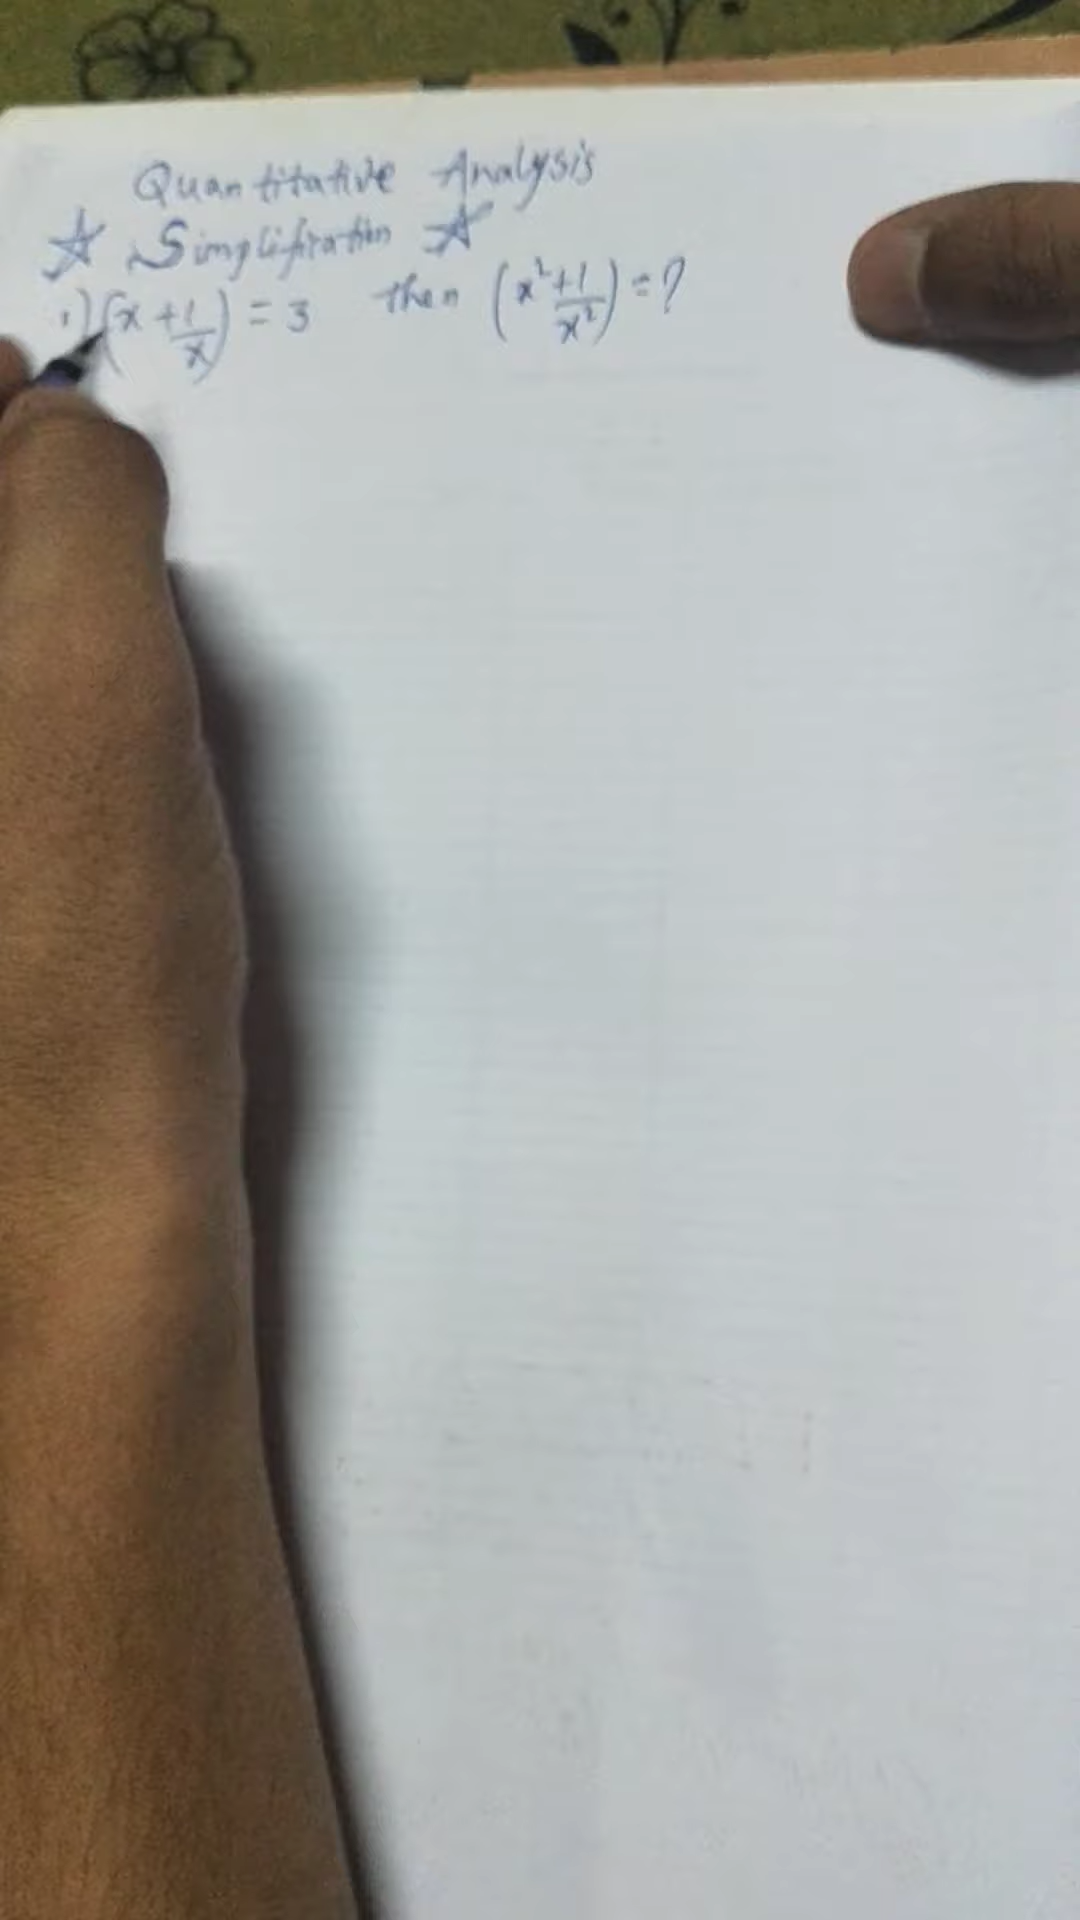 Quantitative Analysis
☆ Simplification ☆
1) (x + 1/x) = 3 then (x² + 1/x²) = ?